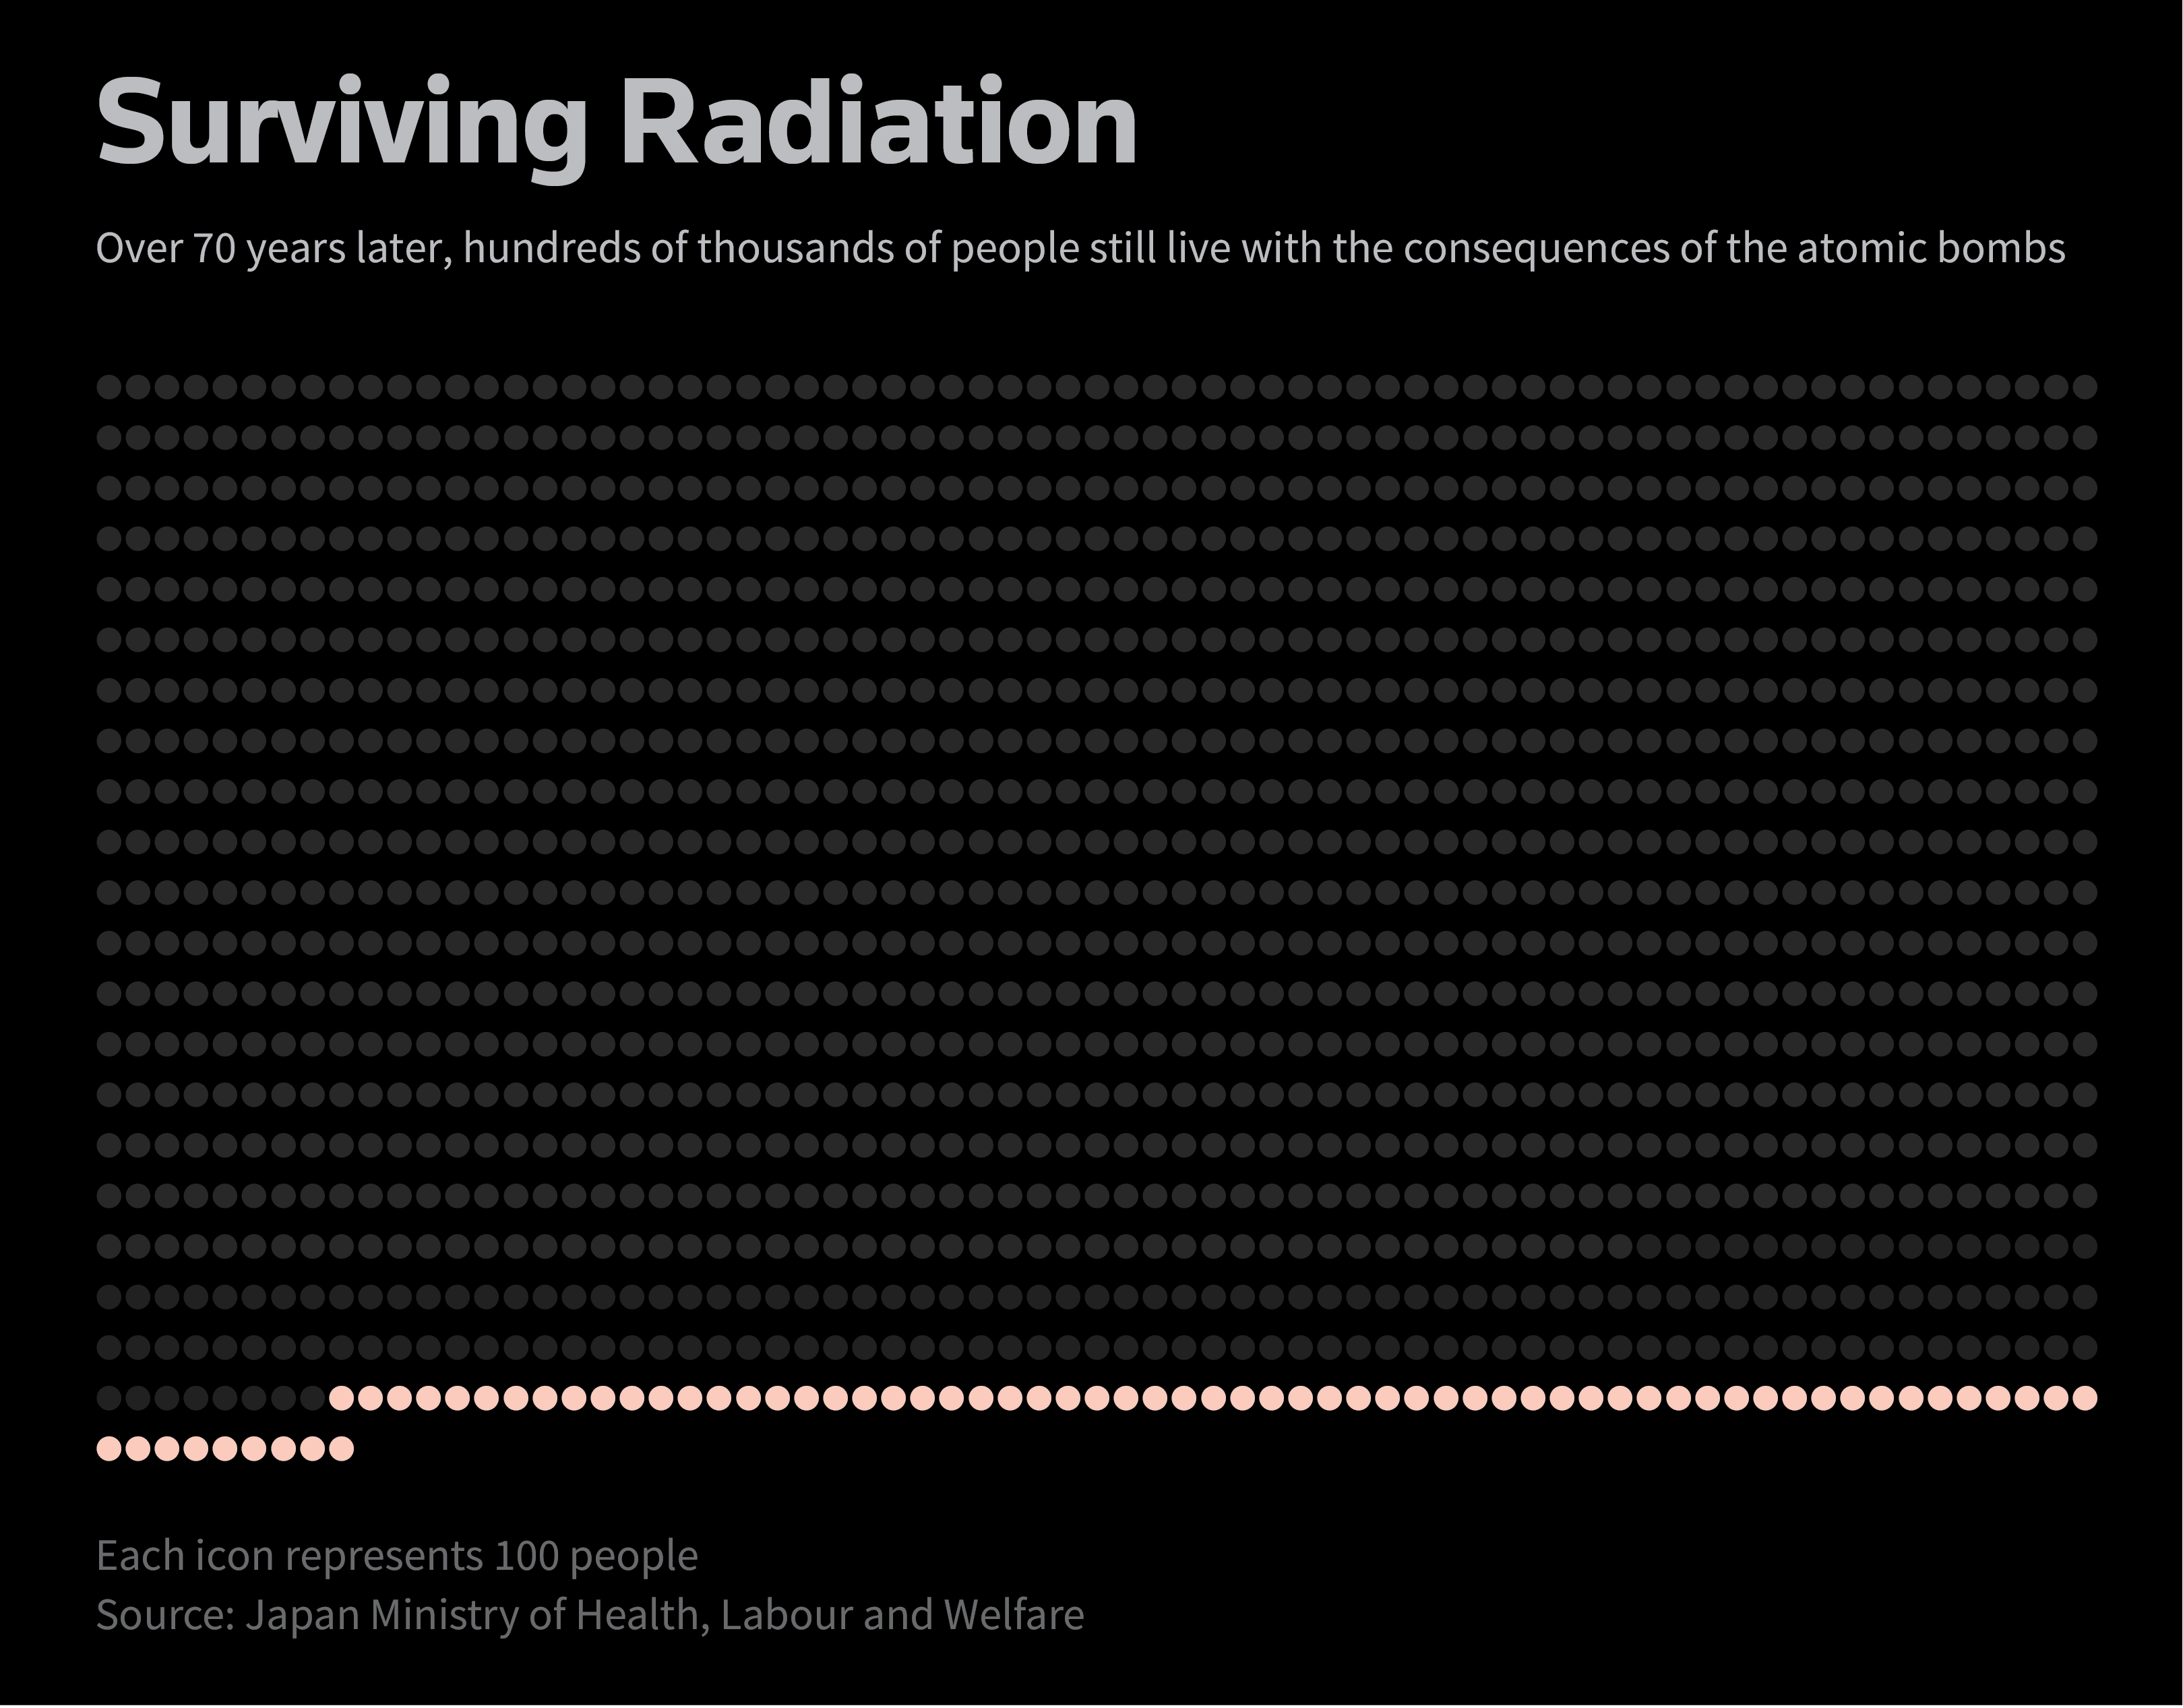 Surviving Radiation
Over 70 years later, hundreds of thousands of people still live with the consequences of the atomic bombs
Each icon represents 100 people
Source: Japan Ministry of Health, Labour and Welfare